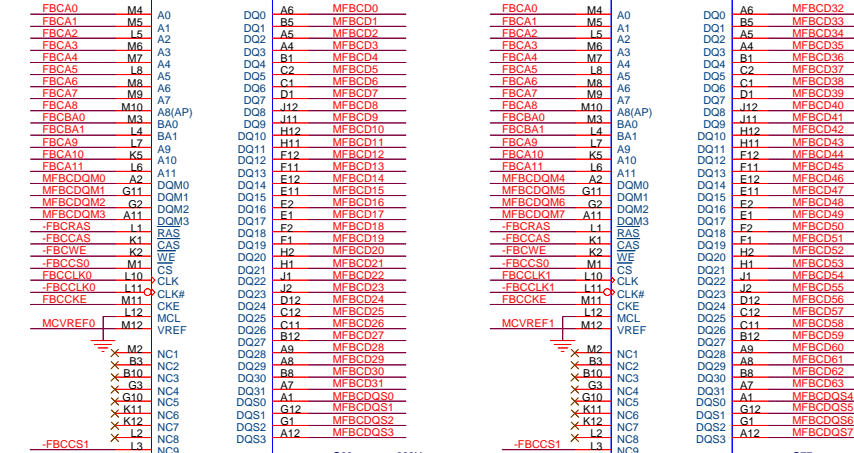 FBCA0 M4 A0 DQ0 A6 MFBCD0 FBCA0 M4 A0 DQ0 A6 MFBCD32
FBCA1 M5 A1 DQ1 B5 MFBCD1 FBCA1 M5 A1 DQ1 B5 MFBCD33
FBCA2 L5 A2 DQ2 A5 MFBCD2 FBCA2 L5 A2 DQ2 A5 MFBCD34
FBCA3 M6 A3 DQ3 A4 MFBCD3 FBCA3 M6 A3 DQ3 A4 MFBCD35
FBCA4 M7 A4 DQ4 B1 MFBCD4 FBCA4 M7 A4 DQ4 B1 MFBCD36
FBCA5 L8 A5 DQ5 C2 MFBCD5 FBCA5 L8 A5 DQ5 C2 MFBCD37
FBCA6 M8 A6 DQ6 C1 MFBCD6 FBCA6 M8 A6 DQ6 C1 MFBCD38
FBCA7 M9 A7 DQ7 D1 MFBCD7 FBCA7 M9 A7 DQ7 D1 MFBCD39
FBCA8 M10 A8(AP) DQ8 J12 MFBCD8 FBCA8 M10 A8(AP) DQ8 J12 MFBCD40
FBCBA0 M3 BA0 DQ9 J11 MFBCD9 FBCBA0 M3 BA0 DQ9 J11 MFBCD41
FBCBA1 L4 BA1 DQ10 H12 MFBCD10 FBCBA1 L4 BA1 DQ10 H12 MFBCD42
FBCA9 L7 A9 DQ11 H11 MFBCD11 FBCA9 L7 A9 DQ11 H11 MFBCD43
FBCA10 K5 A10 DQ12 F12 MFBCD12 FBCA10 K5 A10 DQ12 F12 MFBCD44
FBCA11 L6 A11 DQ13 F11 MFBCD13 FBCA11 L6 A11 DQ13 F11 MFBCD45
MFBCDQM0 A2 DQM0 DQ14 E12 MFBCD14 MFBCDQM4 A2 DQM0 DQ14 E12 MFBCD46
MFBCDQM1 G11 DQM1 DQ15 E11 MFBCD15 MFBCDQM5 G11 DQM1 DQ15 E11 MFBCD47
MFBCDQM2 G2 DQM2 DQ16 E2 MFBCD16 MFBCDQM6 G2 DQM2 DQ16 E2 MFBCD48
MFBCDQM3 A11 DQM3 DQ17 E1 MFBCD17 MFBCDQM7 A11 DQM3 DQ17 E1 MFBCD49
-FBCRAS L1 RAS DQ18 F2 MFBCD18 -FBCRAS L1 RAS DQ18 F2 MFBCD50
-FBCCAS K1 CAS DQ19 F1 MFBCD19 -FBCCAS K1 CAS DQ19 F1 MFBCD51
-FBCWE K2 WE DQ20 H2 MFBCD20 -FBCWE K2 WE DQ20 H2 MFBCD52
-FBCCS0 M1 CS DQ21 H1 MFBCD21 -FBCCS0 M1 CS DQ21 H1 MFBCD53
FBCCLK0 L10 CLK DQ22 J1 MFBCD22 FBCCLK1 L10 CLK DQ22 J1 MFBCD54
-FBCCLK0 L11 CLK# DQ23 J2 MFBCD23 -FBCCLK1 L11 CLK# DQ23 J2 MFBCD55
FBCCKE M11 CKE DQ24 D12 MFBCD24 FBCCKE M11 CKE DQ24 D12 MFBCD56
L12 MCL DQ25 C12 MFBCD25 L12 MCL DQ25 C12 MFBCD57
MCVREF0 M12 VREF DQ26 C11 MFBCD26 MCVREF1 M12 VREF DQ26 C11 MFBCD58
DQ27 B12 MFBCD27 DQ27 B12 MFBCD59
M2 NC1 DQ28 A9 MFBCD28 M2 NC1 DQ28 A9 MFBCD60
B3 NC2 DQ29 A8 MFBCD29 B3 NC2 DQ29 A8 MFBCD61
B10 NC3 DQ30 B8 MFBCD30 B10 NC3 DQ30 B8 MFBCD62
G3 NC4 DQ31 A7 MFBCD31 G3 NC4 DQ31 A7 MFBCD63
G10 NC5 DQS0 A1 MFBCDQS0 G10 NC5 DQS0 A1 MFBCDQS4
K11 NC6 DQS1 G12 MFBCDQS1 K11 NC6 DQS1 G12 MFBCDQS5
K12 NC7 DQS2 G1 MFBCDQS2 K12 NC7 DQS2 G1 MFBCDQS6
L2 NC8 DQS3 A12 MFBCDQS3 L2 NC8 DQS3 A12 MFBCDQS7
-FBCCS1 L3 NC9 -FBCCS1 L3 NC9